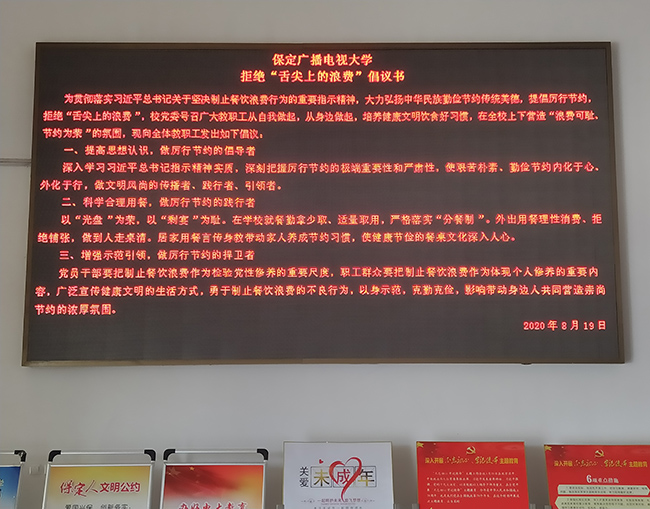 保定广播电视大学
拒绝“舌尖上的浪费”倡议书
为贯彻落实习近平总书记关于坚决制止餐饮浪费行为的重要指示精神，大力弘扬中华民族勤俭节约传统美德，提倡厉行节约，
拒绝“舌尖上的浪费”，校党委号召广大教职工从自我做起，从身边做起，培养健康文明饮食好习惯，在全校上下营造“浪费可耻、
节约为荣”的氛围，现向全体教职工发出如下倡议：
一、提高思想认识，做厉行节约的倡导者
深入学习习近平总书记指示精神实质，深刻把握厉行节约的极端重要性和严肃性，使艰苦朴素、勤俭节约内化于心、
外化于行，做文明风尚的传播者、践行者、引领者。
二、科学合理用餐，做厉行节约的践行者
以“光盘”为荣，以“剩宴”为耻。在学校就餐勤拿少取、适量取用，严格落实“分餐制”。外出用餐理性消费、拒
绝铺张，做到人走桌清。居家用餐言传身教带动家人养成节约习惯，使健康节俭的餐桌文化深入人心。
三、增强示范引领，做厉行节约的捍卫者
党员干部要把制止餐饮浪费作为检验党性修养的重要尺度，职工群众要把制止餐饮浪费作为体现个人修养的重要内
容，广泛宣传健康文明的生活方式，勇于制止餐饮浪费的不良行为，以身示范，克勤克俭，影响带动身边人共同营造崇尚
节约的浓厚氛围。
2020年8月19日
保定人文明公约
关爱
未成年
6项重点措施